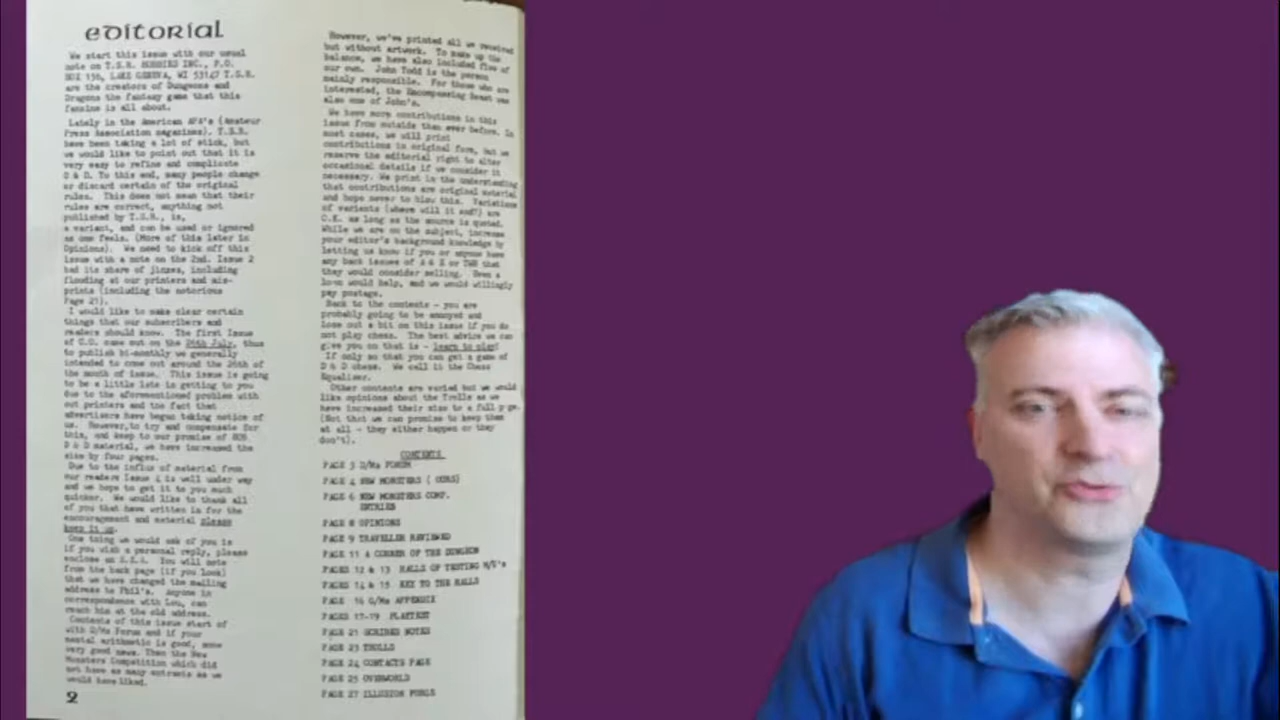 editorial
We start this issue with our usual
note on T.S.R. HOBBIES INC., P.O.
BOX 756, LAKE GENEVA, WI 53147 T.S.R.
are the creators of Dungeons and
Dragons the fantasy game that this
fanzine is all about.
Lately in the American APA's (Amateur
Press Association magazines). T.S.R.
have been taking a lot of stick, but
we would like to point out that it is
very easy to refine and complicate
D & D. To this end, many people change
or discard certain of the original
rules. This does not mean that their
rules are correct, anything not
published by T.S.R., is,
a variant, and can be used or ignored
as one feels. (More of this later in
Opinions). We need to kick off this
issue with a note on the 2nd. Issue 2
had its share of jinxes, including
flooding at our printers and mis-
prints (including the notorious
Page 21).
I would like to make clear certain
things that our subscribers and
readers should know. The first Issue
of C.O. came out on the 26th July, thus
to publish bi-monthly we generally
intended to come out around the 26th of
the month of issue. This issue is going
to be a little late in getting to you
due to the aforementioned problem with
out printers and the fact that
advertisers have begun taking notice of
us. However,to try and compensate for
this, and keep to our promise of 80%
D & D material, we have increased the
size by four pages.
Due to the influx of material from
our readers Issue 4 is well under way
and we hope to get it to you much
quicker. We would like to thank all
of you that have written in for the
encouragement and material please
keep it up.
One thing we would ask of you is
if you wish a personal reply, please
enclose an S.A.E. You will note
from the back page (if you look)
that we have changed the mailing
address to Phil's. Anyone in
correspondence with Lou, can
reach him at the old address.
Contents of this issue start of
with D/Ms Forum and if your
mental arithmetic is good, some
very good news. Then the New
Monsters Competition which did
not have as many entrants as we
would have liked.
2
However, we've printed all we received
but without artwork. To make up the
balance, we have also included five of
our own. John Todd is the person
mainly responsible. For those who are
interested, the Encompassing Beast was
also one of John's.
We have more contributions in this
issue from outside than ever before. In
most cases, we will print
contributions in original form, but we
reserve the editorial right to alter
occasional details if we consider it
necessary. We print in the understanding
that contributions are original material
and hope never to blow this. Variations
of variants (where will it end?) are
O.K. as long as the source is quoted.
While we are on the subject, increase
your editor's background knowledge by
letting us know if you or anyone have
any back issues of A & E or TWH that
they would consider selling. Even a
loan would help, and we would willingly
pay postage.
Back to the contents - you are
probably going to be annoyed and
lose out a bit on this issue if you do
not play chess. The best advice we can
give you on that is - learn to play!
If only so that you can get a game of
D & D chess. We call it the Chess
Equaliser.
Other contents are varied but we would
like opinions about the Trolls as we
have increased their size to a full page.
(Not that we can promise to keep them
at all - they either happen or they
don't).
CONTENTS
PAGE 3 D/Ms FORUM
PAGE 4 NEW MONSTERS ( OURS)
PAGE 6 NEW MONSTERS COMP.
ENTRIES
PAGE 8 OPINIONS
PAGE 9 TRAVELLER REVIEWED
PAGE 11 A CORNER OF THE DUNGEON
PAGES 12 & 13 HALLS OF TESTING
PAGES 14 & 15 KEY TO THE HALLS
PAGE 16 G/Ms APPENDIX
PAGES 17-19 PLAYTEST
PAGE 21 SCRIBES NOTES
PAGE 23 TROLLS
PAGE 24 CONTACTS PAGE
PAGE 25 OVERWORLD
PAGE 27 ILLUSION